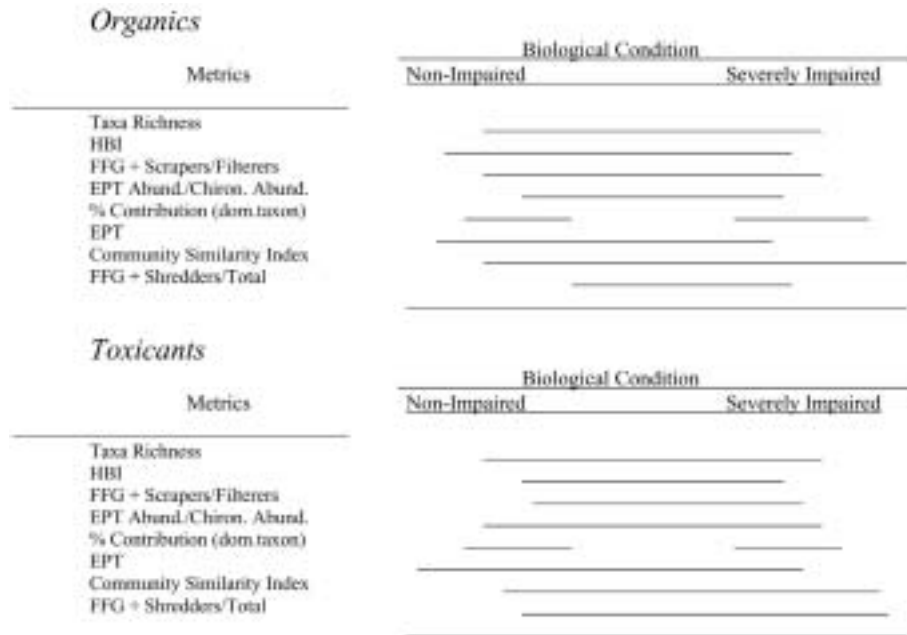 Organics
Biological Condition
Metrics Non-Impaired Severely Impaired
Taxa Richness
HBI
FFG + Scrapers/Filterers
EPT Abund./Chiron. Abund.
% Contribution (dom.taxon)
EPT
Community Similarity Index
FFG + Shredders/Total
Toxicants
Biological Condition
Metrics Non-Impaired Severely Impaired
Taxa Richness
HBI
FFG + Scrapers/Filterers
EPT Abund./Chiron. Abund.
% Contribution (dom.taxon)
EPT
Community Similarity Index
FFG + Shredders/Total